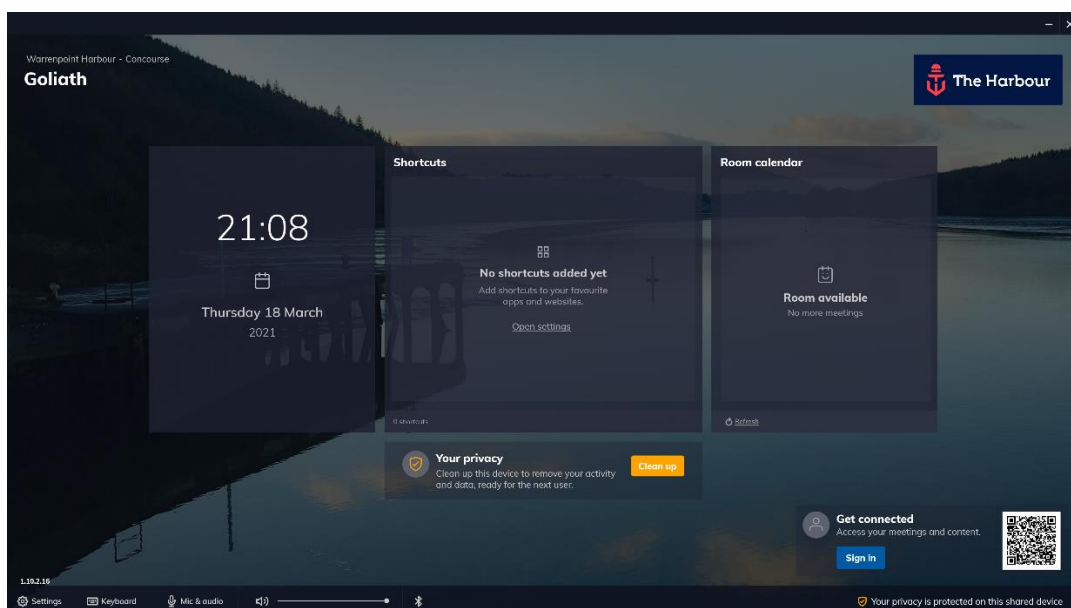 Warrenpoint Harbour - Concourse
Goliath
The Harbour
21:08
Thursday 18 March
2021
Shortcuts
No shortcuts added yet
Add shortcuts to your favourite
apps and websites.
Open settings
0 shortcuts
Room calendar
Room available
No more meetings
Refresh
Your privacy
Clean up this device to remove your activity
and data, ready for the next user.
Clean up
Get connected
Access your meetings and content.
Sign in
1.10.2.16
Settings
Keyboard
Mic & audio
Your privacy is protected on this shared device